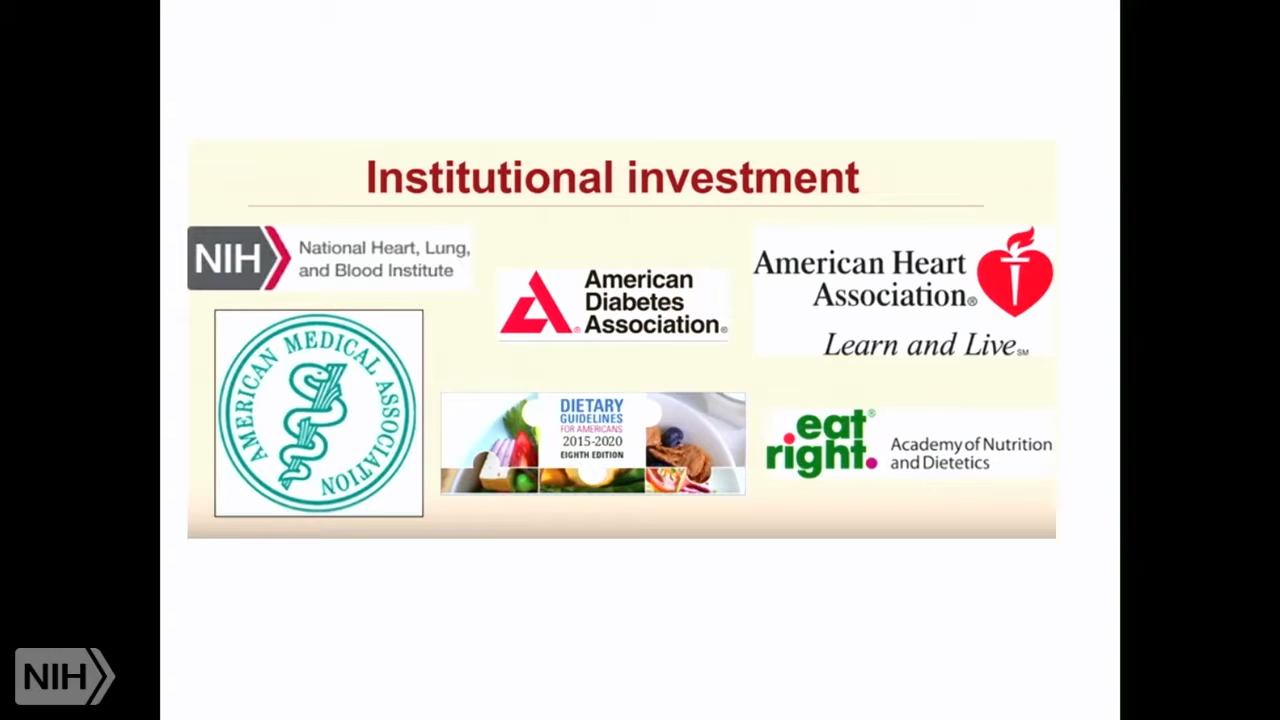 Institutional investment
NIH
National Heart, Lung,
and Blood Institute
American
Diabetes
Association®
American Heart
Association®
Learn and Live SM
AMERICAN MEDICAL ASSOCIATION
DIETARY
GUIDELINES
FOR AMERICANS
2015-2020
EIGHTH EDITION
eat®
right.
Academy of Nutrition
and Dietetics
NIH